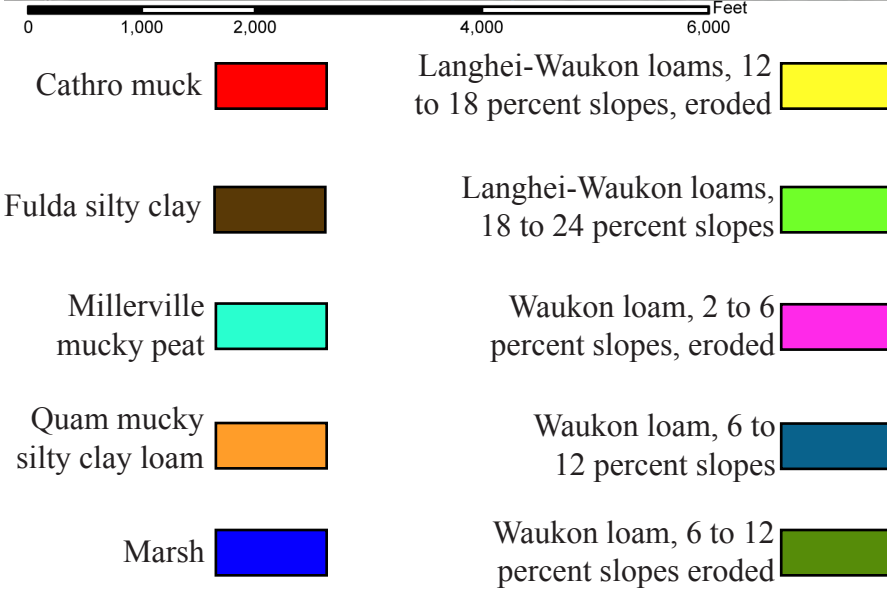 Feet
0 1,000 2,000 4,000 6,000
Cathro muck
Langhei-Waukon loams, 12
to 18 percent slopes, eroded
Fulda silty clay
Langhei-Waukon loams,
18 to 24 percent slopes
Millerville
mucky peat
Waukon loam, 2 to 6
percent slopes, eroded
Quam mucky
silty clay loam
Waukon loam, 6 to
12 percent slopes
Marsh
Waukon loam, 6 to 12
percent slopes eroded